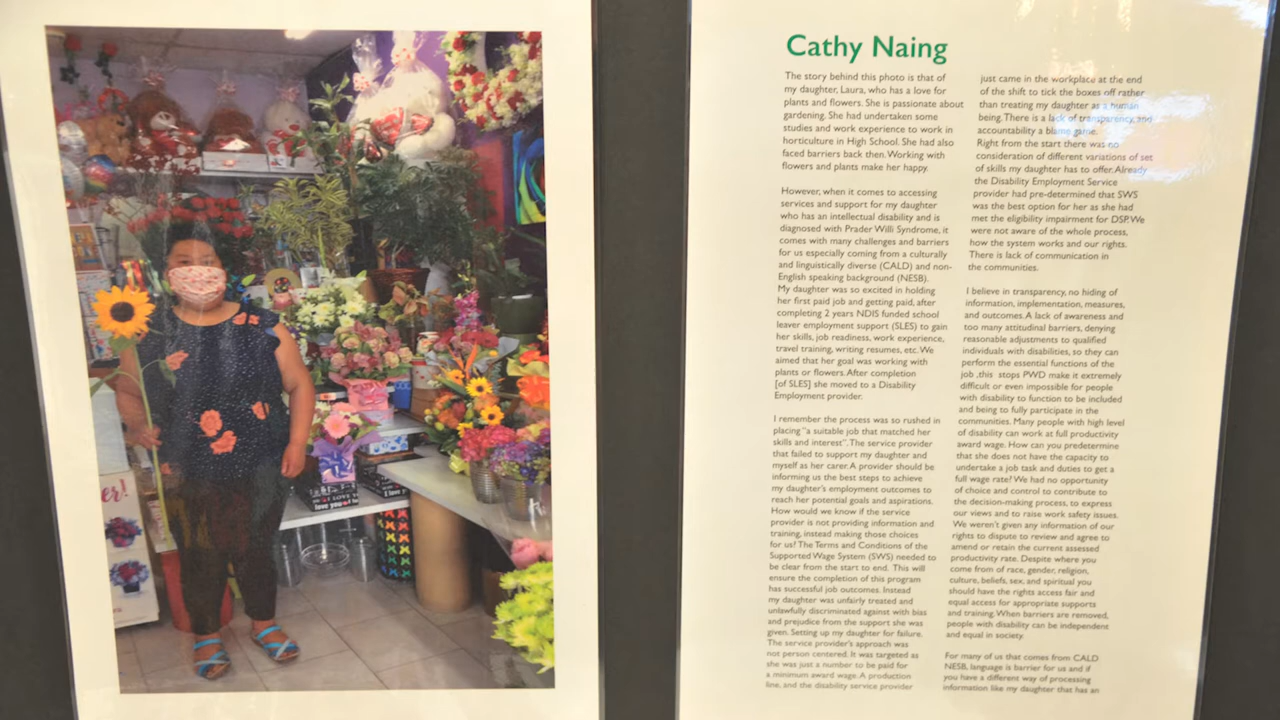 Cathy Naing
The story behind this photo is that of
my daughter, Laura, who has a love for
plants and flowers. She is passionate about
gardening. She had undertaken some
studies and work experience to work in
horticulture in High School. She had also
faced barriers back then. Working with
flowers and plants make her happy.
However, when it comes to accessing
services and support for my daughter
who has an intellectual disability and is
diagnosed with Prader Willi Syndrome, it
comes with many challenges and barriers
for us especially coming from a culturally
and linguistically diverse (CALD) and non-
English speaking background (NESB).
My daughter was so excited in holding
her first paid job and getting paid, after
completing 2 years NDIS funded school
leaver employment support (SLES) to gain
her skills, job readiness, work experience,
travel training, writing resumes, etc. We
aimed that her goal was working with
plants or flowers. After completion
[of SLES] she moved to a Disability
Employment provider.
I remember the process was so rushed in
placing "a suitable job that matched her
skills and interest". The service provider
that failed to support my daughter and
myself as her carer. A provider should be
informing us the best steps to achieve
my daughter's employment outcomes to
reach her potential goals and aspirations.
How would we know if the service
provider is not providing information and
training, instead making those choices
for us? The Terms and Conditions of the
Supported Wage System (SWS) needed to
be clear from the start to end. This will
ensure the completion of this program
has successful job outcomes. Instead
my daughter was unfairly treated and
unlawfully discriminated against with bias
and prejudice from the support she was
given. Setting up my daughter for failure.
The service provider's approach was
not person centered. It was targeted as
she was just a number to be paid for
a minimum award wage. A production
line, and the disability service provider
just came in the workplace at the end
of the shift to tick the boxes off rather
than treating my daughter as a human
being. There is a lack of transparency, and
accountability a blame game.
Right from the start there was no
consideration of different variations of set
of skills my daughter has to offer. Already
the Disability Employment Service
provider had pre-determined that SWS
was the best option for her as she had
met the eligibility impairment for DSP. We
were not aware of the whole process,
how the system works and our rights.
There is lack of communication in
the communities.
I believe in transparency, no hiding of
information, implementation, measures,
and outcomes. A lack of awareness and
too many attitudinal barriers, denying
reasonable adjustments to qualified
individuals with disabilities, so they can
perform the essential functions of the
job ,this stops PWD make it extremely
difficult or even impossible for people
with disability to function to be included
and being to fully participate in the
communities. Many people with high level
of disability can work at full productivity
award wage. How can you predetermine
that she does not have the capacity to
undertake a job task and duties to get a
full wage rate? We had no opportunity
of choice and control to contribute to
the decision-making process, to express
our views and to raise work safety issues.
We weren't given any information of our
rights to dispute to review and agree to
amend or retain the current assessed
productivity rate. Despite where you
come from of race, gender, religion,
culture, beliefs, sex, and spiritual you
should have the rights access fair and
equal access for appropriate supports
and training. When barriers are removed,
people with disability can be independent
and equal in society.
For many of us that comes from CALD
NESB, language is barrier for us and if
you have a different way of processing
information like my daughter that has an